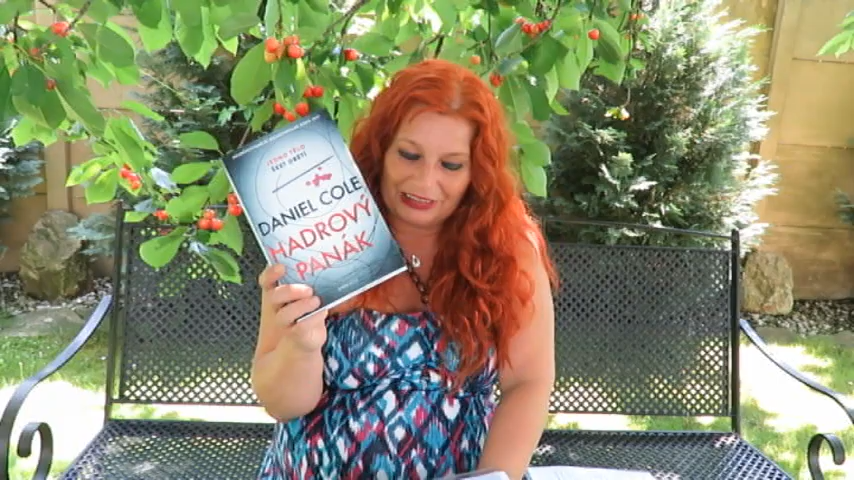 JEDNO TĚLO
ŠEST OBĚTÍ
DANIEL COLE
HADROVÝ
PANÁK